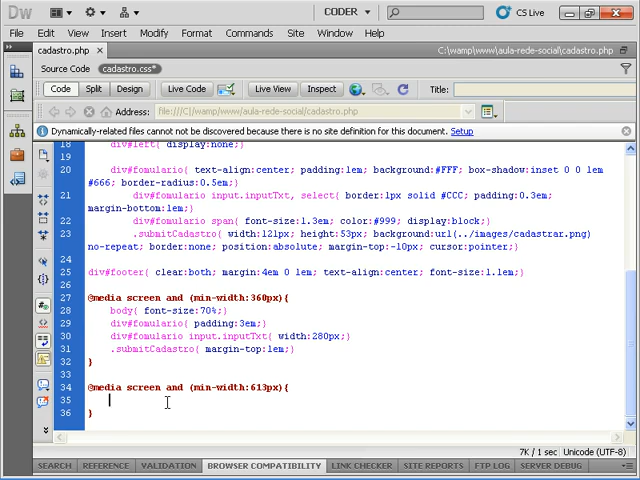 Dw CODER CS Live
File Edit View Insert Modify Format Commands Site Window Help
cadastro.php C:\wamp\www\aula-rede-social\cadastro.php
Source Code cadastro.css*
Code Split Design Live Code Live View Inspect Title:
Address: file:///C|/wamp/www/aula-rede-social/cadastro.php
Dynamically-related files cannot not be discovered because there is no site definition for this document. Setup
18 div#left{ display:none;}
19
20 div#fomulario{ text-align:center; padding:1em; background:#FFF; box-shadow:inset 0 0 1em
#666; border-radius:0.5em;}
21 div#fomulario input.inputTxt, select{ border:1px solid #CCC; padding:0.3em;
margin-bottom:1em;}
22 div#fomulario span{ font-size:1.3em; color:#999; display:block;}
23 .submitCadastro{ width:121px; height:53px; background:url(../images/cadastrar.png)
no-repeat; border:none; position:absolute; margin-top:-10px; cursor:pointer;}
24
25 div#footer{ clear:both; margin:4em 0 1em; text-align:center; font-size:1.1em;}
26
27 @media screen and (min-width:360px){
28 body{ font-size:70%;}
29 div#fomulario{ padding:3em;}
30 div#fomulario input.inputTxt{ width:280px;}
31 .submitCadastro{ margin-top:1em;}
32 }
33
34 @media screen and (min-width:613px){
35
36 }
7K / 1 sec Unicode (UTF-8)
SEARCH REFERENCE VALIDATION BROWSER COMPATIBILITY LINK CHECKER SITE REPORTS FTP LOG SERVER DEBUG